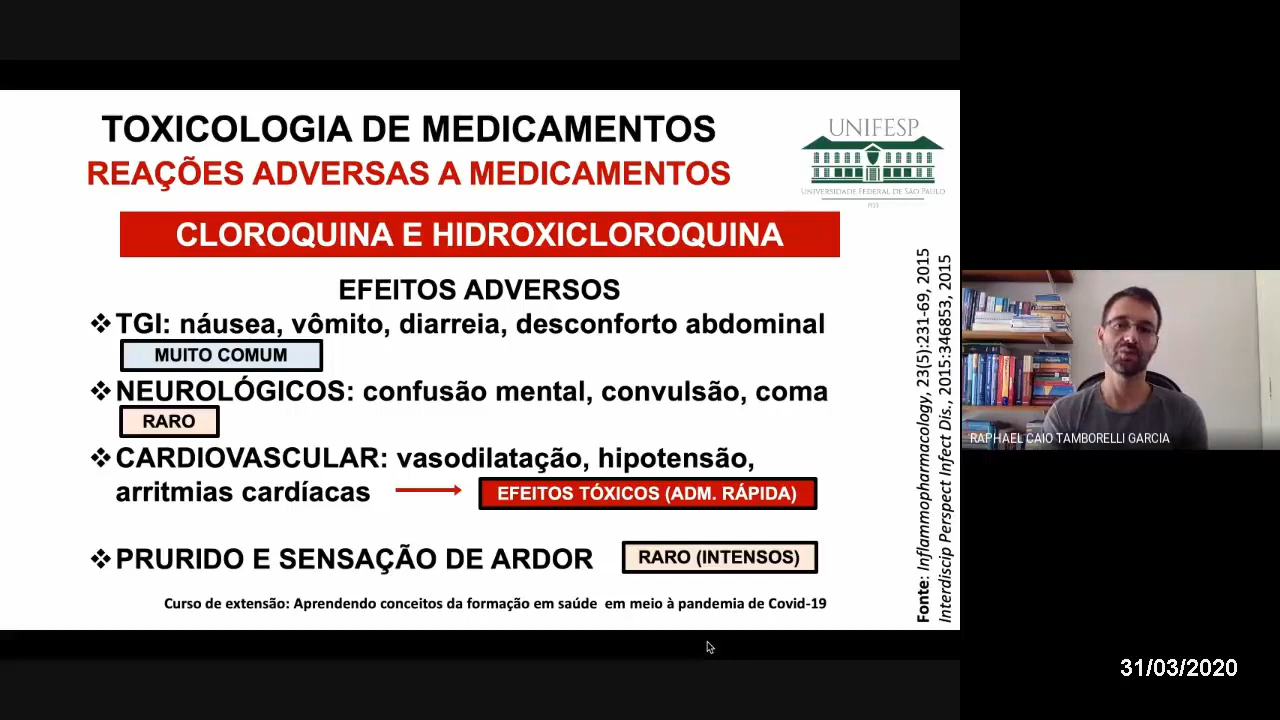 TOXICOLOGIA DE MEDICAMENTOS
REAÇÕES ADVERSAS A MEDICAMENTOS
UNIFESP
UNIVERSIDADE FEDERAL DE SÃO PAULO
1933
CLOROQUINA E HIDROXICLOROQUINA
EFEITOS ADVERSOS
❖TGI: náusea, vômito, diarreia, desconforto abdominal
MUITO COMUM
❖NEUROLÓGICOS: confusão mental, convulsão, coma
RARO
❖CARDIOVASCULAR: vasodilatação, hipotensão,
arritmias cardíacas
EFEITOS TÓXICOS (ADM. RÁPIDA)
❖PRURIDO E SENSAÇÃO DE ARDOR
RARO (INTENSOS)
Curso de extensão: Aprendendo conceitos da formação em saúde em meio à pandemia de Covid-19
Fonte: Inflammopharmacology, 23(5):231-69, 2015
Interdiscip Perspect Infect Dis., 2015:346853, 2015
RAPHAEL CAIO TAMBORELLI GARCIA
31/03/2020